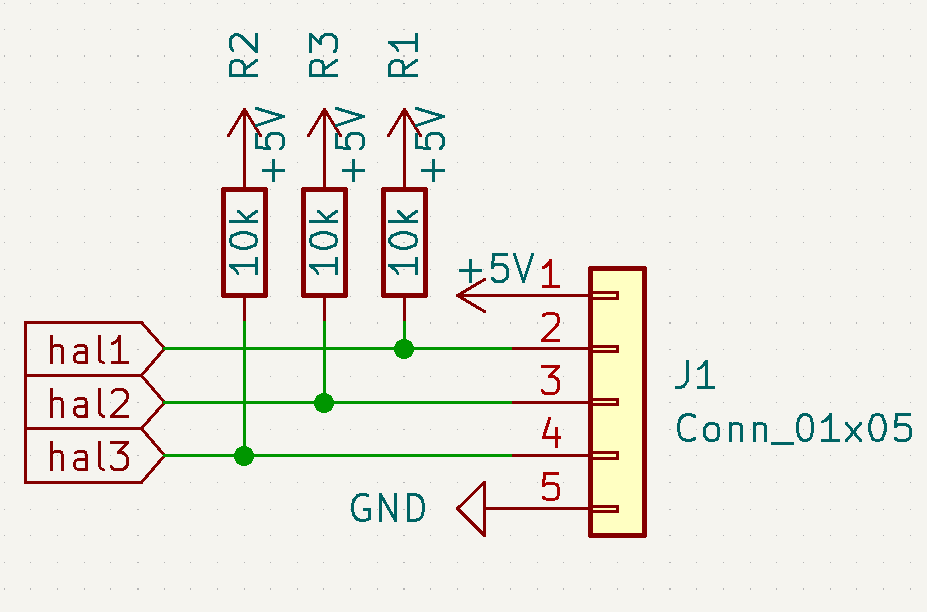 R2
R3
R1
+5V
+5V
+5V
10k
10k
10k
+5V
1
2
3
4
5
hal1
hal2
hal3
GND
J1
Conn_01x05